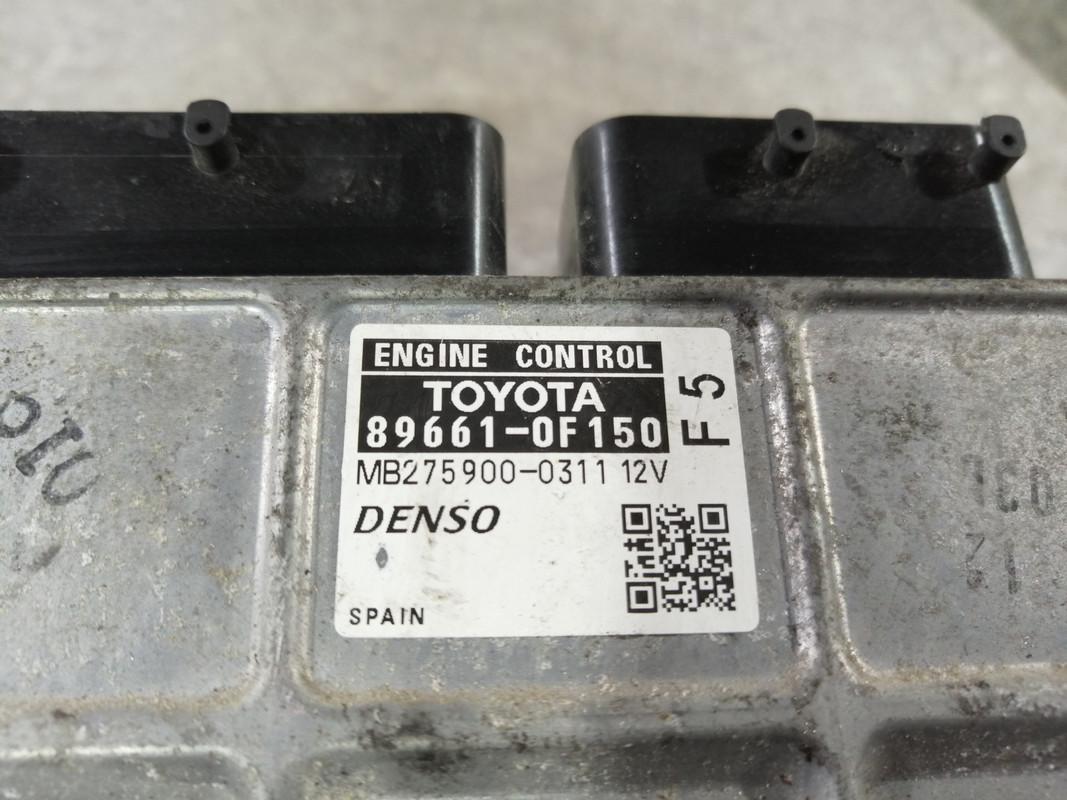 ENGINE CONTROL
TOYOTA
89661-0F150
F5
MB275900-0311 12V
DENSO
SPAIN